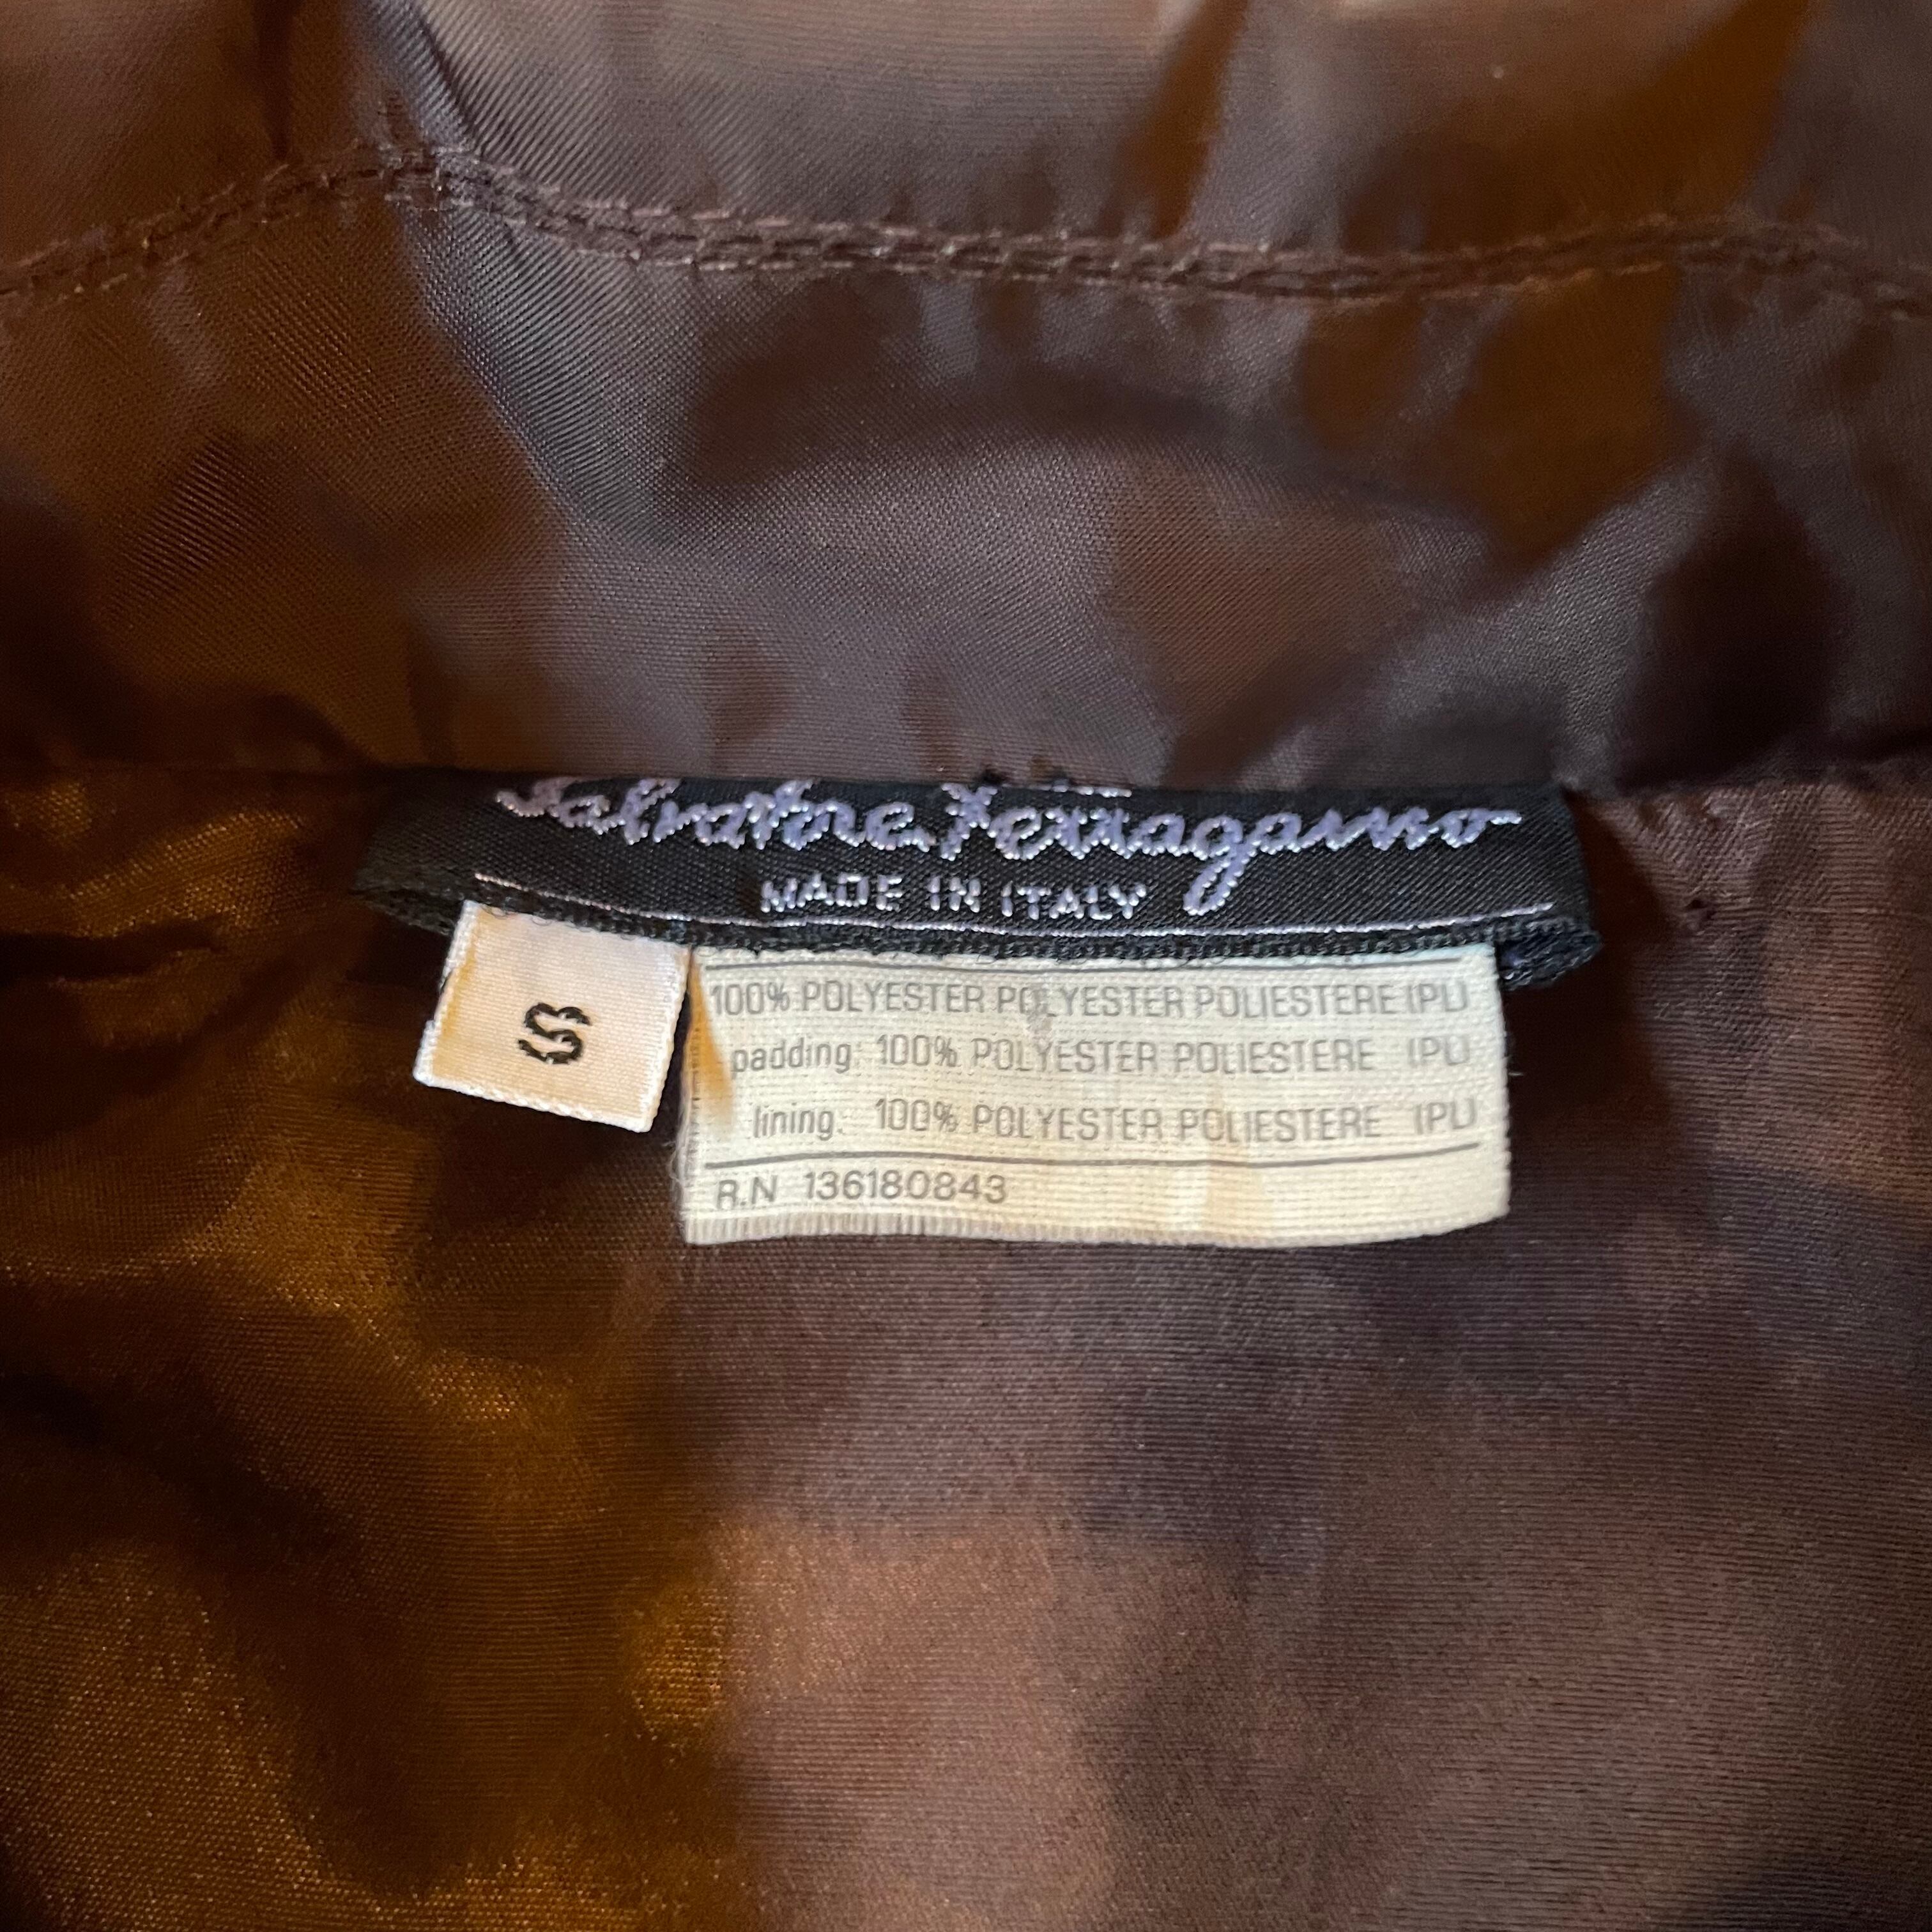 Salvatore Ferragamo
MADE IN ITALY
S
100% POLYESTER POLYESTER POLIESTERE (PL)
padding: 100% POLYESTER POLIESTERE (PL)
lining: 100% POLYESTER POLIESTERE (PL)
R.N 136180843